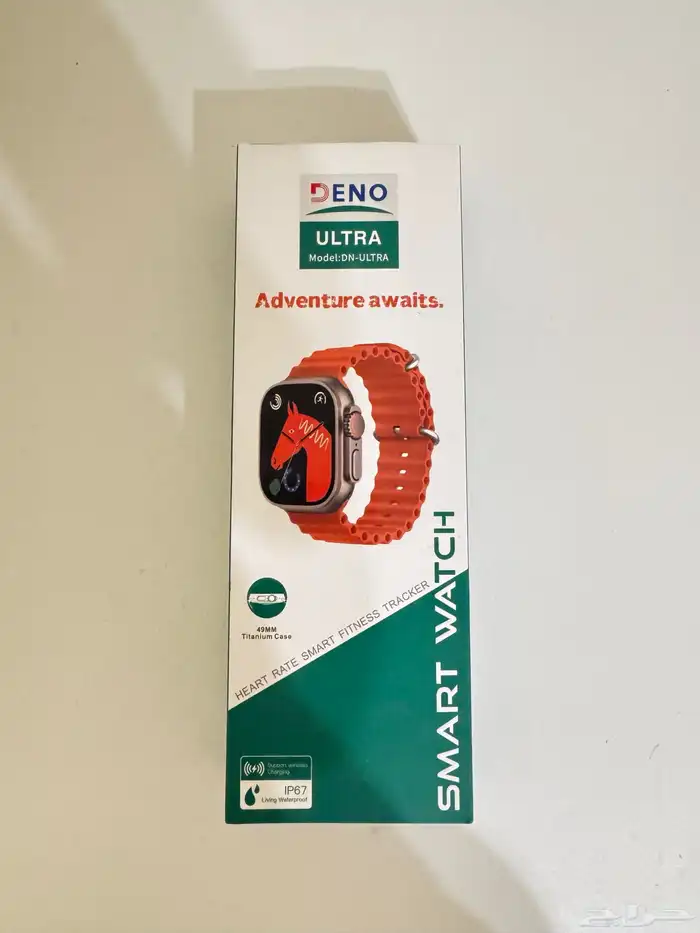 DENO
ULTRA
Model:DN-ULTRA
Adventure awaits.
49MM
Titanium Case
HEART RATE SMART FITNESS TRACKER
SMART WATCH
Support wireless
Charging
IP67
Living Waterproof
حراج